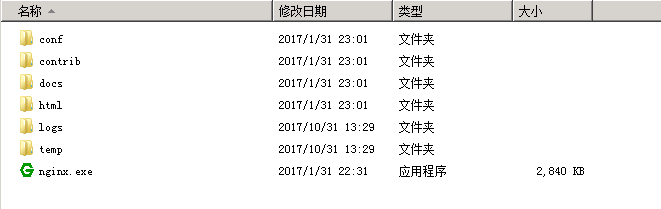 名称 修改日期 类型 大小
conf 2017/1/31 23:01 文件夹
contrib 2017/1/31 23:01 文件夹
docs 2017/1/31 23:01 文件夹
html 2017/1/31 23:01 文件夹
logs 2017/10/31 13:29 文件夹
temp 2017/10/31 13:29 文件夹
nginx.exe 2017/1/31 22:31 应用程序 2,840 KB